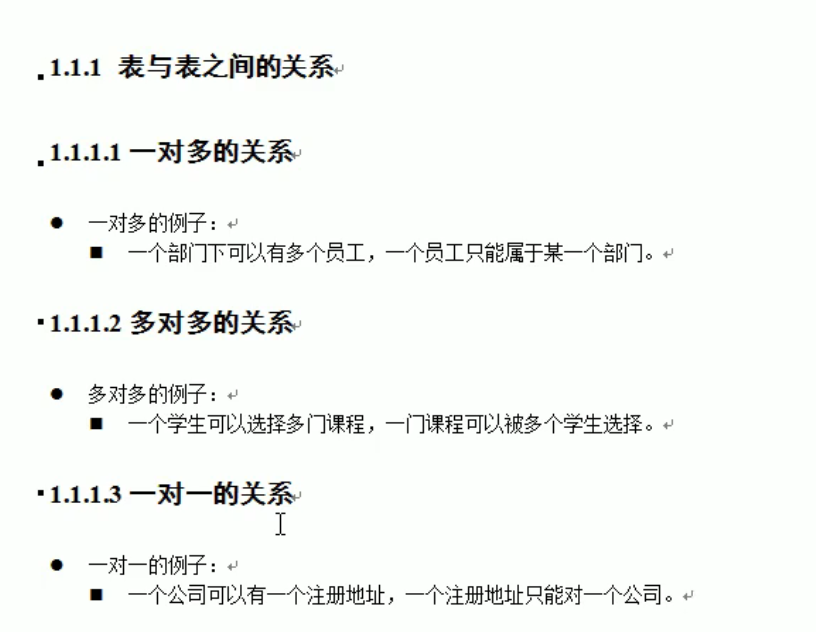 1.1.1 表与表之间的关系
1.1.1.1 一对多的关系
● 一对多的例子：
■ 一个部门下可以有多个员工，一个员工只能属于某一个部门。
1.1.1.2 多对多的关系
● 多对多的例子：
■ 一个学生可以选择多门课程，一门课程可以被多个学生选择。
1.1.1.3 一对一的关系
● 一对一的例子：
■ 一个公司可以有一个注册地址，一个注册地址只能对一个公司。